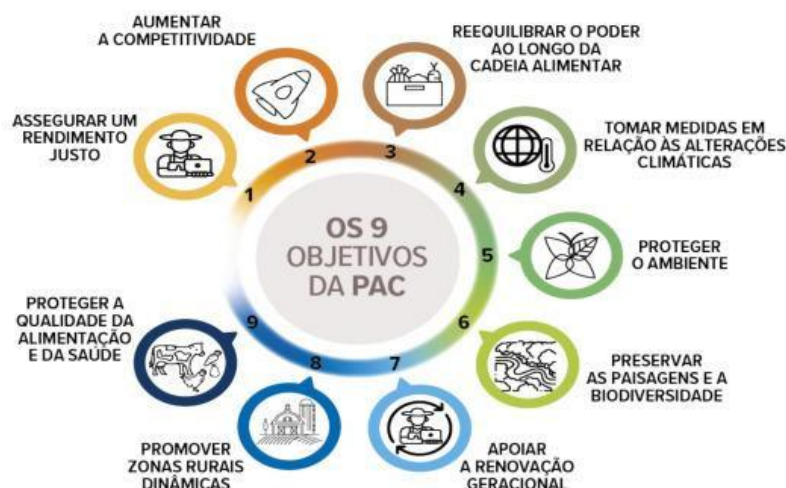 AUMENTAR
A COMPETITIVIDADE
REEQUILIBRAR O PODER
AO LONGO DA
CADEIA ALIMENTAR
ASSEGURAR UM
RENDIMENTO
JUSTO
TOMAR MEDIDAS EM
RELAÇÃO ÀS ALTERAÇÕES
CLIMÁTICAS
1
2
3
4
5
6
7
8
9
OS 9
OBJETIVOS
DA PAC
PROTEGER
O AMBIENTE
PROTEGER A
QUALIDADE DA
ALIMENTAÇÃO
E DA SAÚDE
PRESERVAR
AS PAISAGENS E A
BIODIVERSIDADE
PROMOVER
ZONAS RURAIS
DINÂMICAS
APOIAR
A RENOVAÇÃO
GERACIONAL